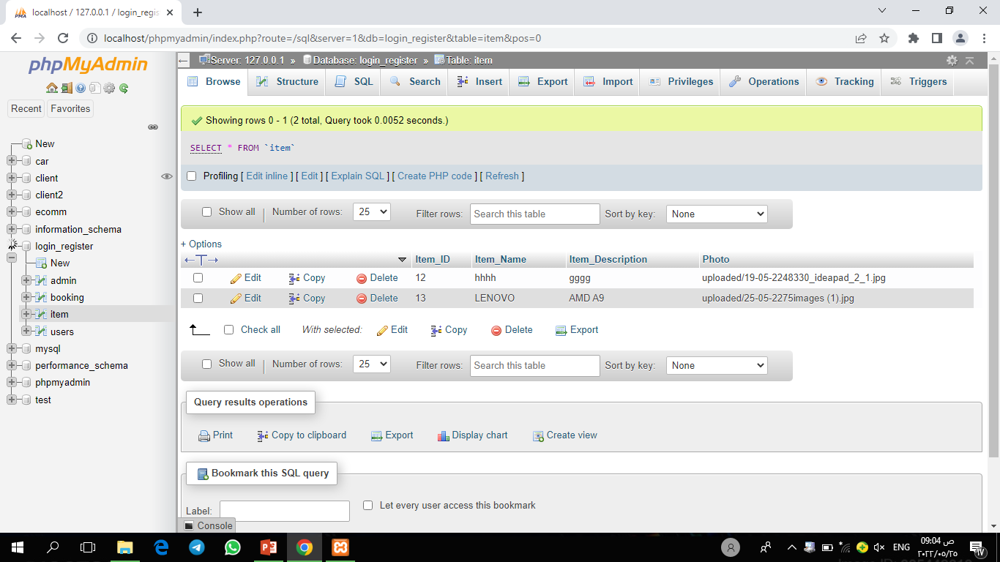 localhost / 127.0.0.1 / login_regis
localhost/phpmyadmin/index.php?route=/sql&server=1&db=login_register&table=item&pos=0
phpMyAdmin
Recent
Favorites
New
car
client
client2
ecomm
information_schema
login_register
New
admin
booking
item
users
mysql
performance_schema
phpmyadmin
test
Server: 127.0.0.1 » Database: login_register » Table: item
Browse Structure SQL Search Insert Export Import Privileges Operations Tracking Triggers
Showing rows 0 - 1 (2 total, Query took 0.0052 seconds.)
SELECT * FROM `item`
Profiling [ Edit inline ] [ Edit ] [ Explain SQL ] [ Create PHP code ] [ Refresh ]
Show all Number of rows: 25 Filter rows: Search this table Sort by key: None
+ Options
Item_ID Item_Name Item_Description Photo
Edit Copy Delete 12 hhhh gggg uploaded/19-05-2248330_ideapad_2_1.jpg
Edit Copy Delete 13 LENOVO AMD A9 uploaded/25-05-2275images (1).jpg
Check all With selected: Edit Copy Delete Export
Show all Number of rows: 25 Filter rows: Search this table Sort by key: None
Query results operations
Print Copy to clipboard Export Display chart Create view
Bookmark this SQL query
Label: Let every user access this bookmark
Console
ENG
09:04 ص
٢٠٢٢/٠٥/٢٥